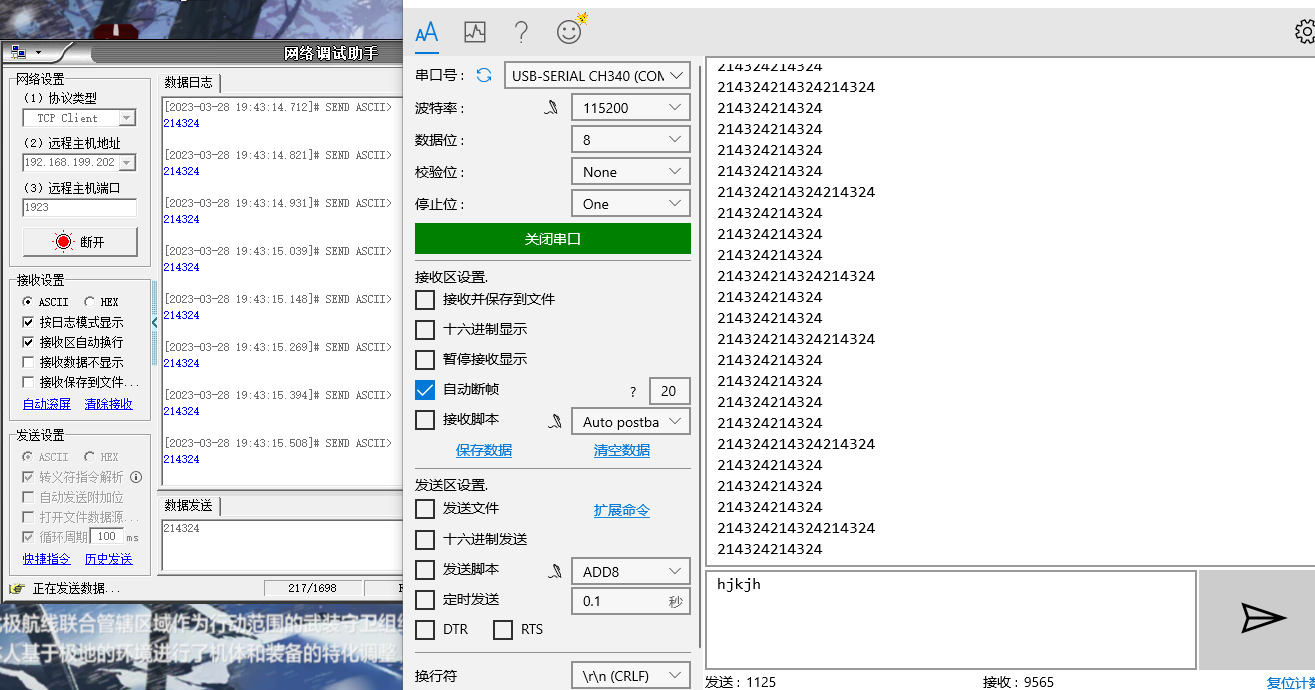 网络调试助手
网络设置
(1) 协议类型
TCP Client
(2) 远程主机地址
192.168.199.202
(3) 远程主机端口
1923
断开
接收设置
ASCII HEX
按日志模式显示
接收区自动换行
接收数据不显示
接收保存到文件...
自动滚屏 清除接收
发送设置
ASCII HEX
转义符指令解析
自动发送附加位
打开文件数据源...
循环周期 100 ms
快捷指令 历史发送
正在发送数据...
217/1698
数据日志
[2023-03-28 19:43:14.712]# SEND ASCII>
214324
[2023-03-28 19:43:14.821]# SEND ASCII>
214324
[2023-03-28 19:43:14.931]# SEND ASCII>
214324
[2023-03-28 19:43:15.039]# SEND ASCII>
214324
[2023-03-28 19:43:15.148]# SEND ASCII>
214324
[2023-03-28 19:43:15.269]# SEND ASCII>
214324
[2023-03-28 19:43:15.394]# SEND ASCII>
214324
[2023-03-28 19:43:15.508]# SEND ASCII>
214324
数据发送
214324
极航线联合管辖区域作为行动范围的武装守卫组织
人基于极地的环境进行了机体和装备的特化调整
串口号: USB-SERIAL CH340 (COM
波特率: 115200
数据位: 8
校验位: None
停止位: One
关闭串口
接收区设置.
接收并保存到文件
十六进制显示
暂停接收显示
自动断帧 ? 20
接收脚本 Auto postba
保存数据 清空数据
发送区设置.
发送文件 扩展命令
十六进制发送
发送脚本 ADD8
定时发送 0.1 秒
DTR RTS
换行符 \r\n (CRLF)
214324214324
214324214324214324
214324214324
214324214324
214324214324
214324214324
214324214324214324
214324214324
214324214324
214324214324
214324214324214324
214324214324
214324214324
214324214324214324
214324214324
214324214324
214324214324
214324214324
214324214324214324
214324214324
214324214324
214324214324
214324214324214324
214324214324
hjkjh
发送: 1125 接收: 9565 复位计数